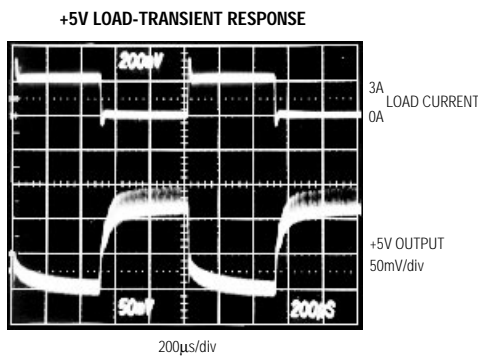 +5V LOAD-TRANSIENT RESPONSE
200mV
3A
LOAD CURRENT
0A
+5V OUTPUT
50mV/div
50mV
200μS
200μs/div